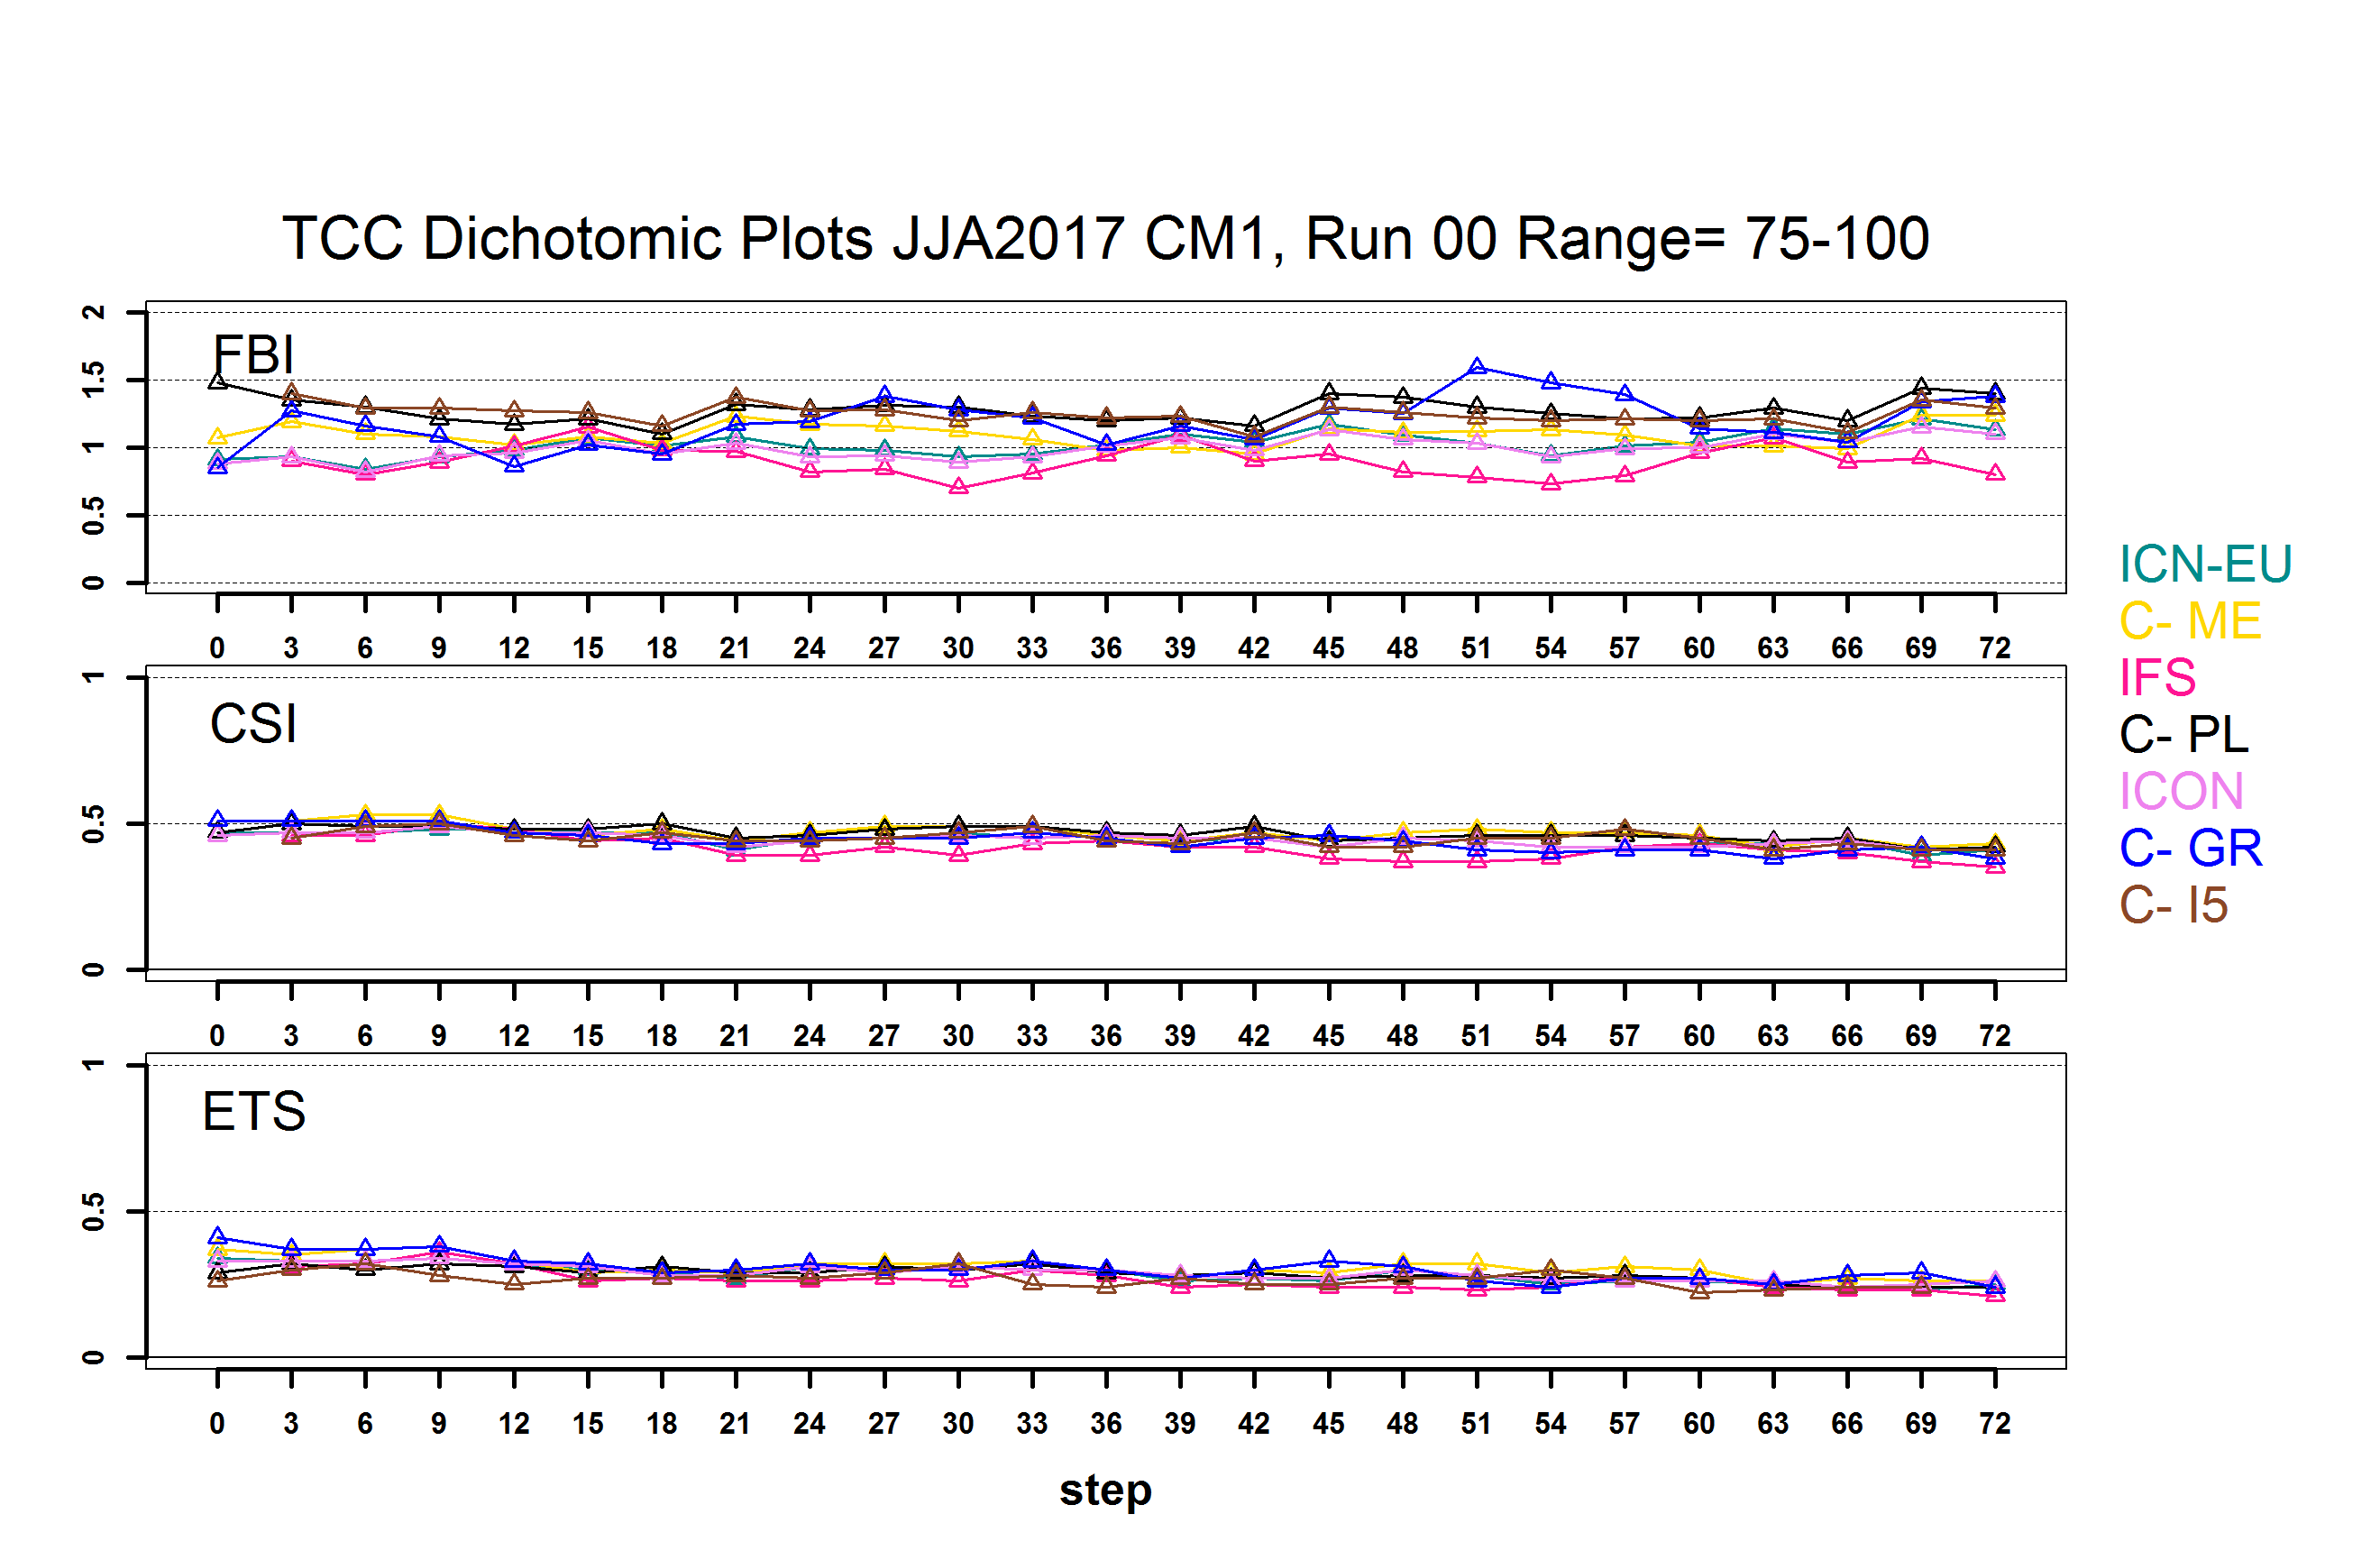 TCC Dichotomic Plots JJA2017 CM1, Run 00 Range= 75-100
FBI
2
1.5
1
0.5
0
0 3 6 9 12 15 18 21 24 27 30 33 36 39 42 45 48 51 54 57 60 63 66 69 72
CSI
1
0.5
0
0 3 6 9 12 15 18 21 24 27 30 33 36 39 42 45 48 51 54 57 60 63 66 69 72
ETS
1
0.5
0
0 3 6 9 12 15 18 21 24 27 30 33 36 39 42 45 48 51 54 57 60 63 66 69 72
step
ICN-EU
C- ME
IFS
C- PL
ICON
C- GR
C- I5